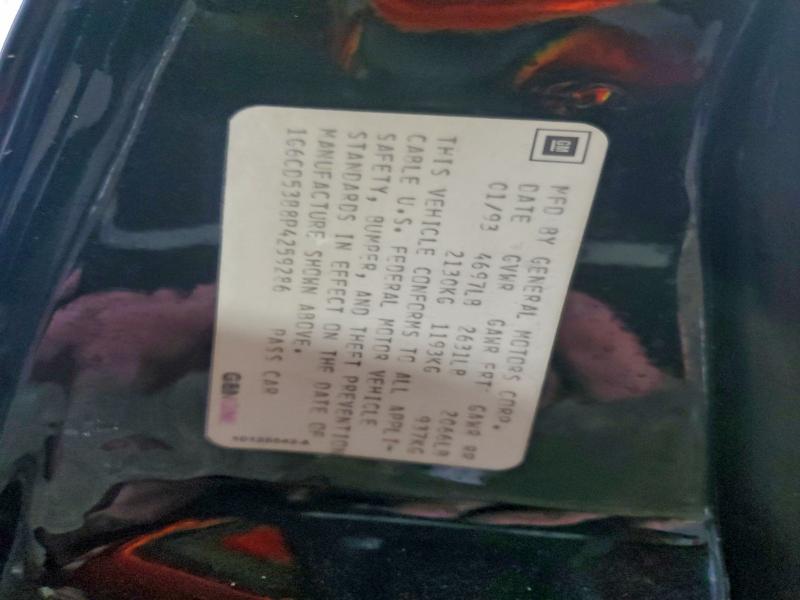 GM
MFD BY GENERAL MOTORS CORP.
DATE GVWR GAWR FRT GAWR RR
01/93 4697LB 2631LB 2066LB
2130KG 1193KG 937KG
THIS VEHICLE CONFORMS TO ALL APPLI-
CABLE U.S. FEDERAL MOTOR VEHICLE
SAFETY, BUMPER, AND THEFT PREVENTION
STANDARDS IN EFFECT ON THE DATE OF
MANUFACTURE SHOWN ABOVE.
1G6CD53B8P4259286 PASS CAR